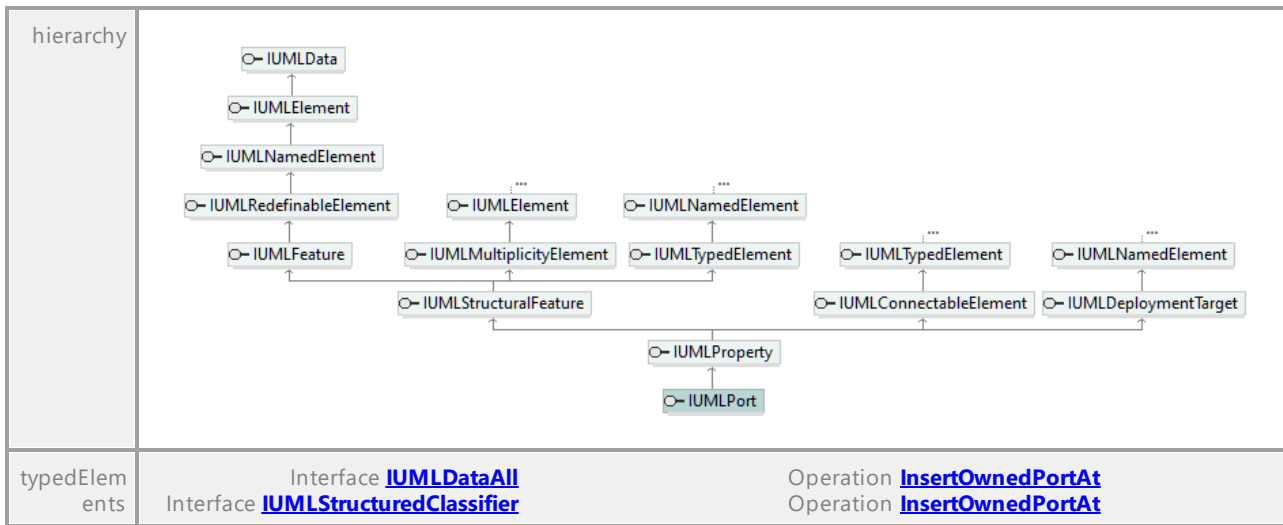 hierarchy
IUMLData
IUMLElement
IUMLNamedElement
... ...
IUMLRedefinableElement IUMLElement IUMLNamedElement
... ...
IUMLFeature IUMLMultiplicityElement IUMLTypedElement IUMLTypedElement IUMLNamedElement
IUMLStructuralFeature IUMLConnectableElement IUMLDeploymentTarget
IUMLProperty
IUMLPort
typedElem
ents
Interface IUMLDataAll Operation InsertOwnedPortAt
Interface IUMLStructuredClassifier Operation InsertOwnedPortAt